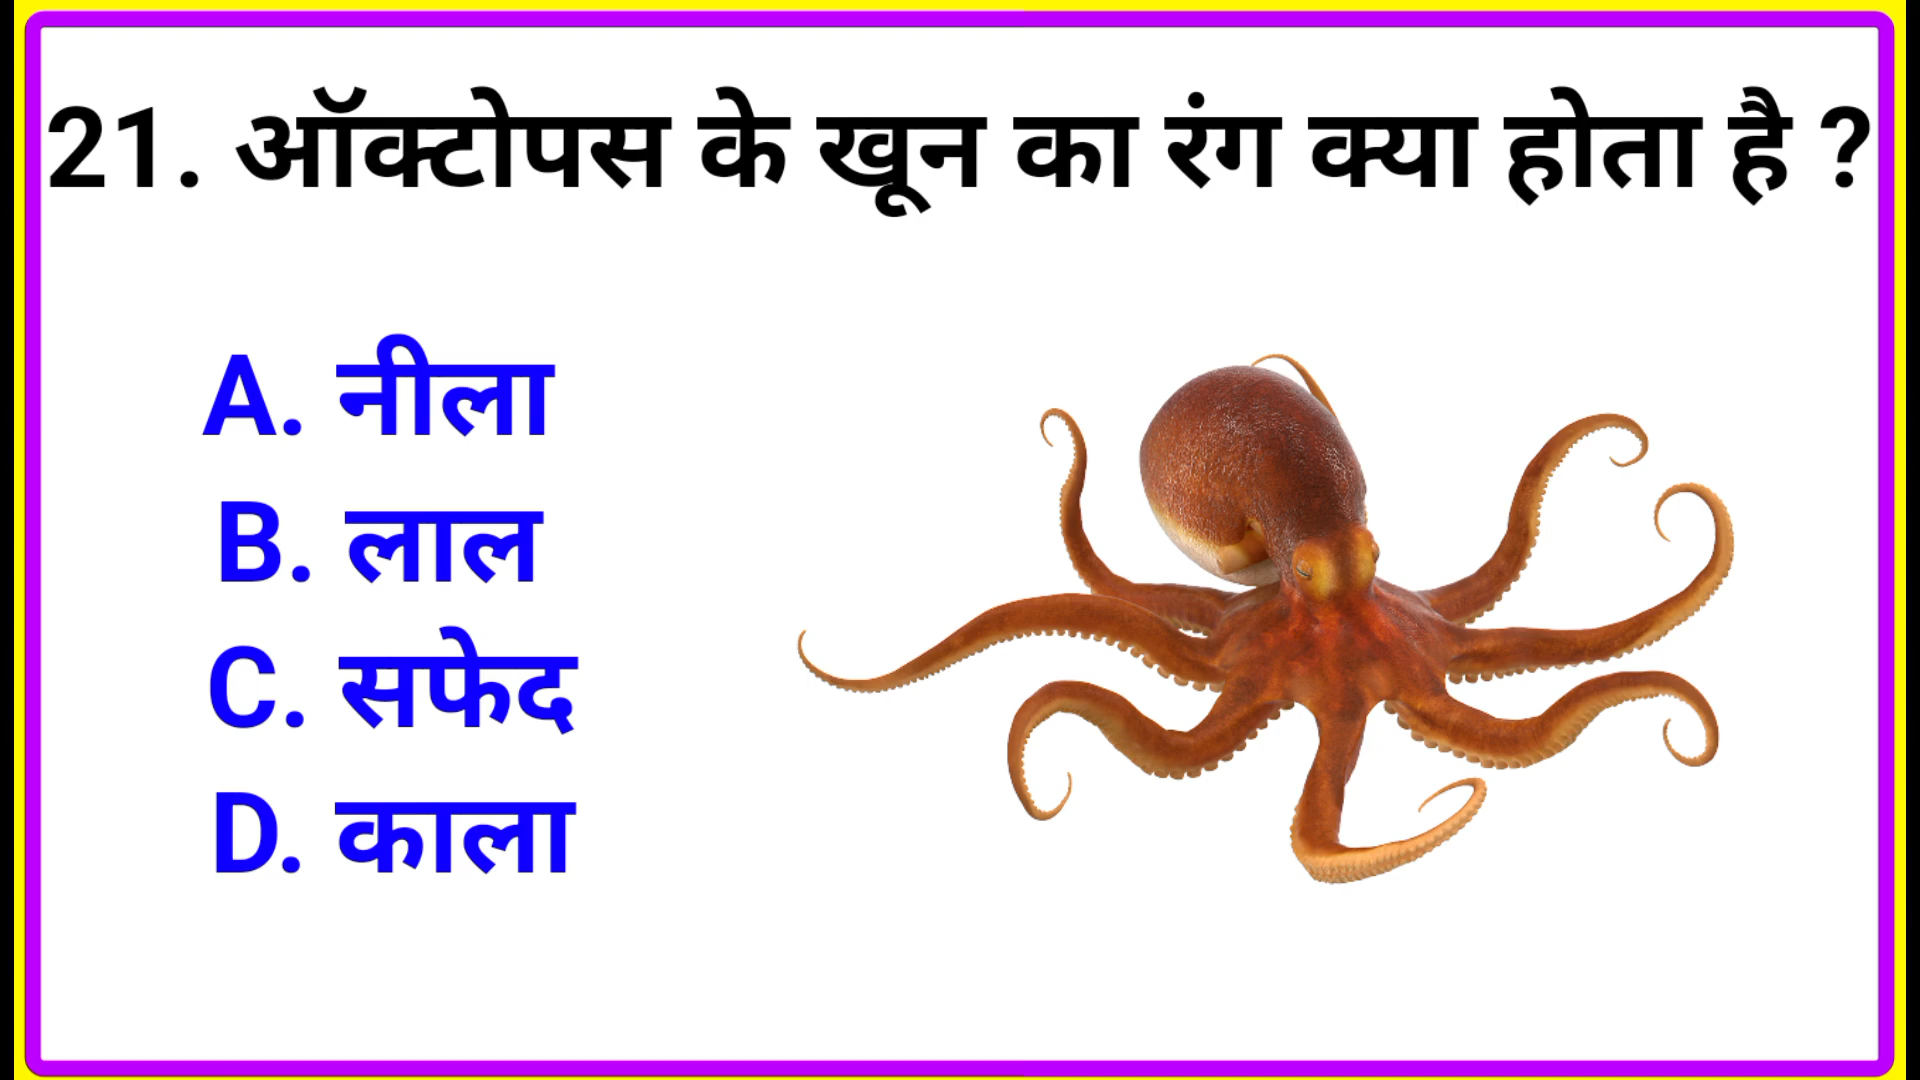 21. ऑक्टोपस के खून का रंग क्या होता है ?
A. नीला
B. लाल
C. सफेद
D. काला